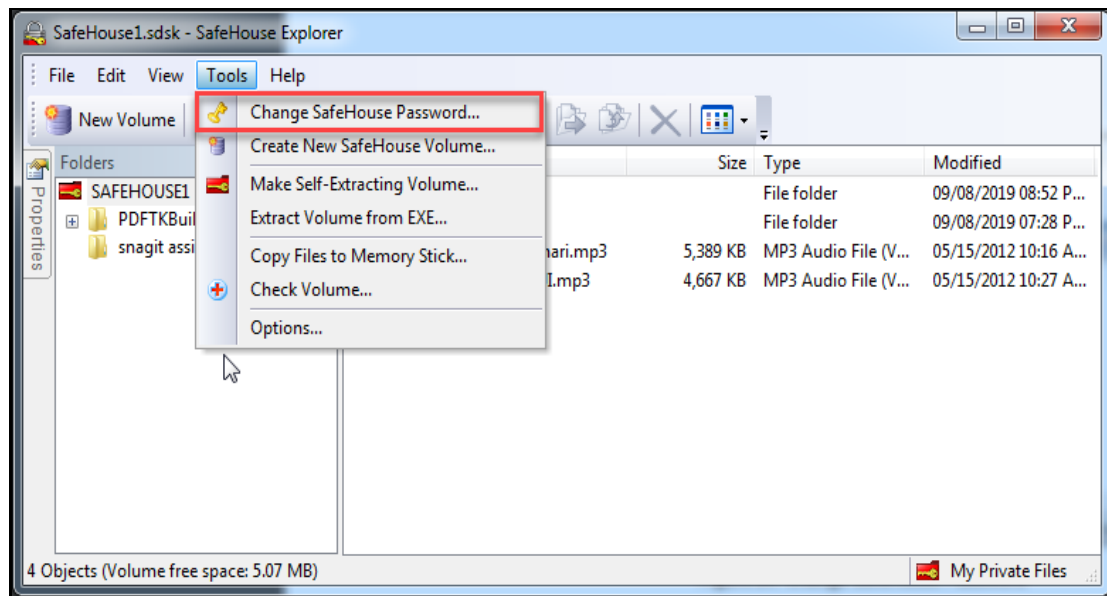 SafeHouse1.sdsk - SafeHouse Explorer
File Edit View Tools Help
New Volume
Change SafeHouse Password...
Create New SafeHouse Volume...
Make Self-Extracting Volume...
Extract Volume from EXE...
Copy Files to Memory Stick...
Check Volume...
Options...
Properties
Folders
SAFEHOUSE1
PDFTKBuil
snagit assi
Size Type Modified
File folder 09/08/2019 08:52 P...
File folder 09/08/2019 07:28 P...
nari.mp3 5,389 KB MP3 Audio File (V... 05/15/2012 10:16 A...
I.mp3 4,667 KB MP3 Audio File (V... 05/15/2012 10:27 A...
4 Objects (Volume free space: 5.07 MB) My Private Files